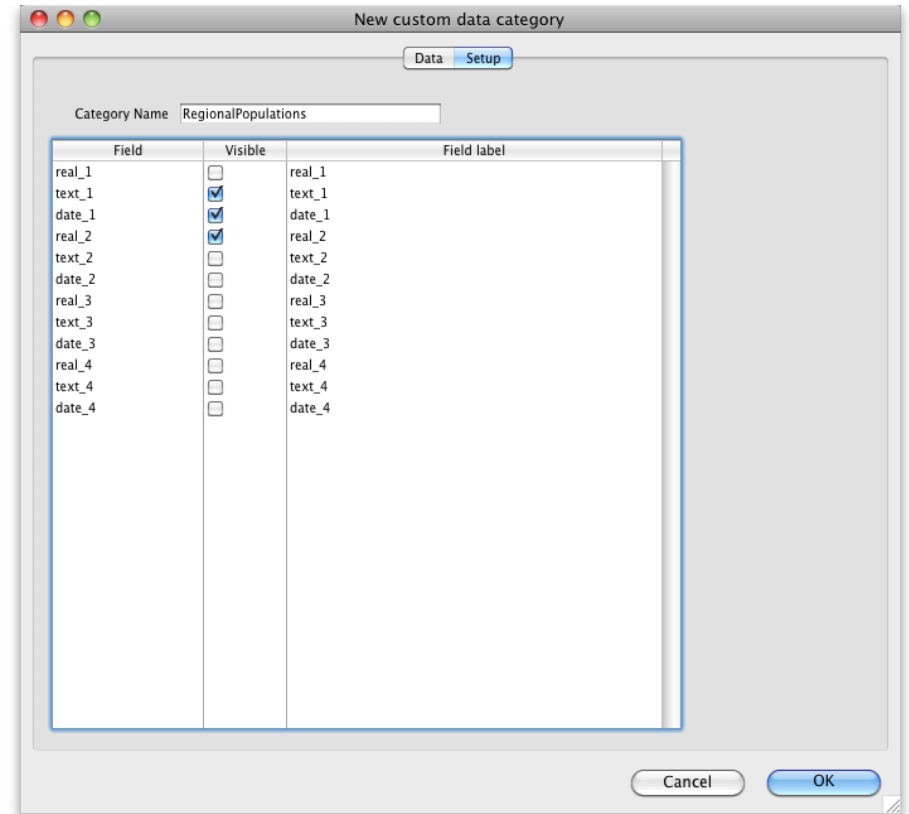 New custom data category
Data Setup
Category Name RegionalPopulations
Field Visible Field label
real_1 real_1
text_1 text_1
date_1 date_1
real_2 real_2
text_2 text_2
date_2 date_2
real_3 real_3
text_3 text_3
date_3 date_3
real_4 real_4
text_4 text_4
date_4 date_4
Cancel OK